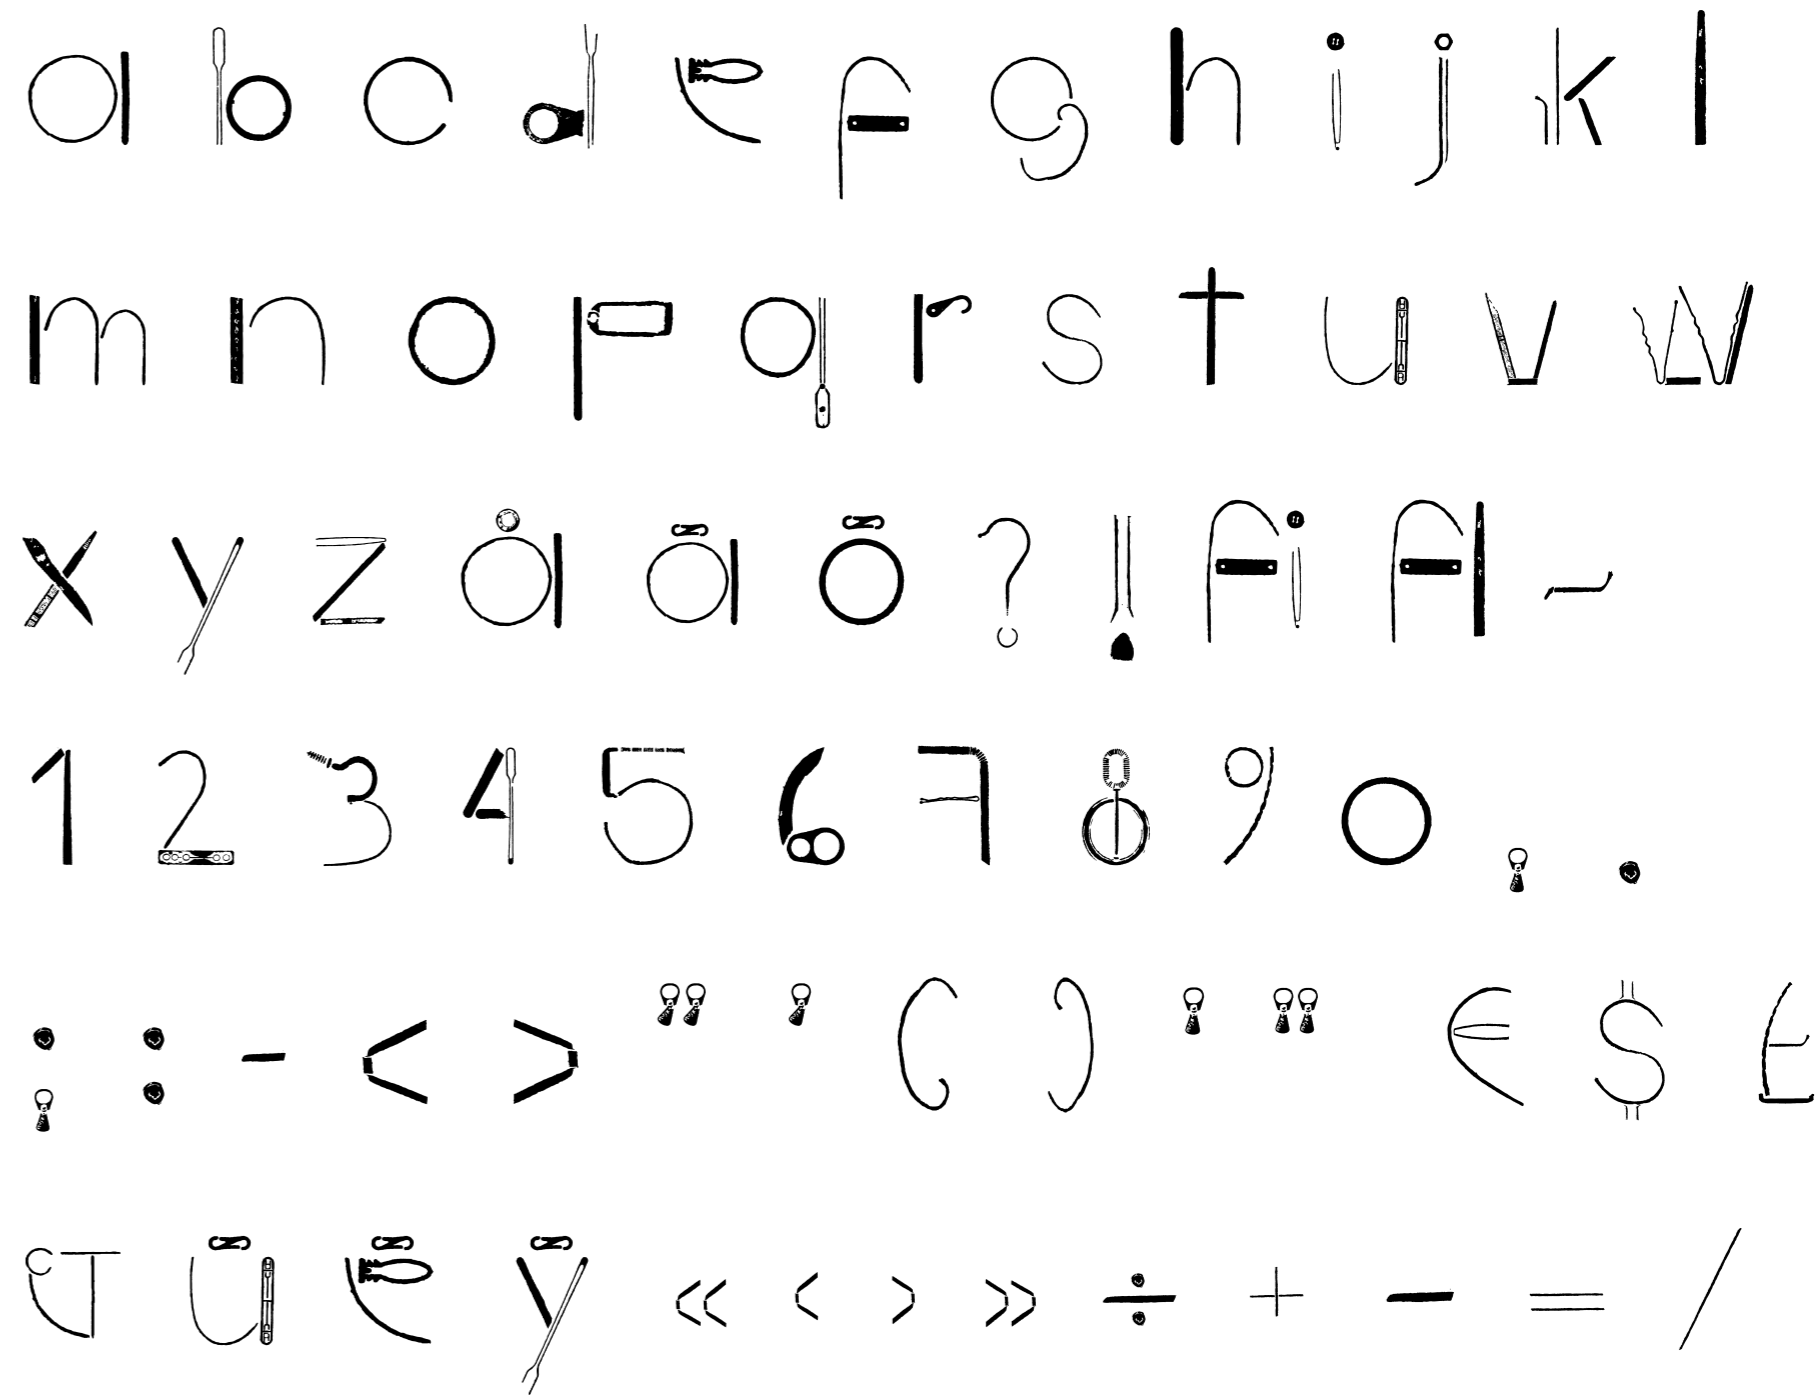 a b c d e f g h i j k l
m n o p q r s t u v w
x y z å ä ö ? ! fi fl ~
1 2 3 4 5 6 7 8 9 0 , .
; : - < > " ' ( ) ' " € $ £
ü ë ÿ « ‹ › » ÷ + - = /